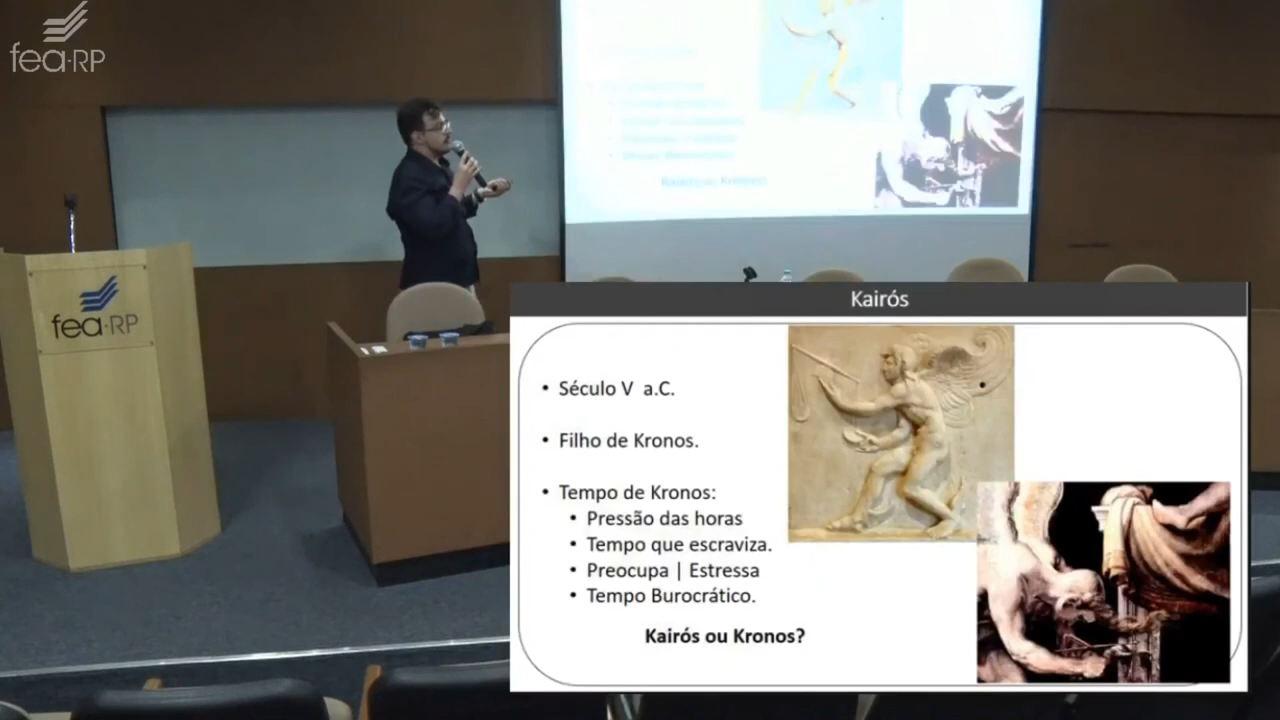 fea-RP
fea-RP
Kairós
• Século V a.C.
• Filho de Kronos.
• Tempo de Kronos:
• Pressão das horas
• Tempo que escraviza.
• Preocupa | Estressa
• Tempo Burocrático.
Kairós ou Kronos?